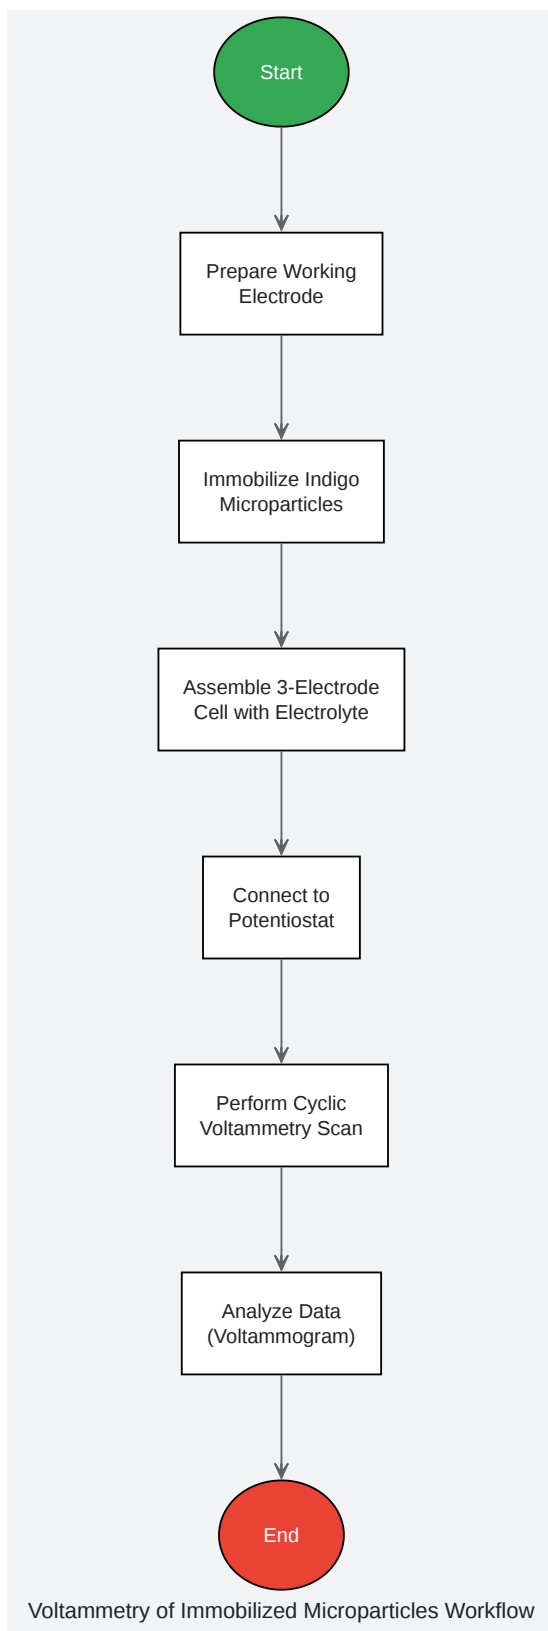 Start
Prepare Working
Electrode
Immobilize Indigo
Microparticles
Assemble 3-Electrode
Cell with Electrolyte
Connect to
Potentiostat
Perform Cyclic
Voltammetry Scan
Analyze Data
(Voltammogram)
End
Voltammetry of Immobilized Microparticles Workflow